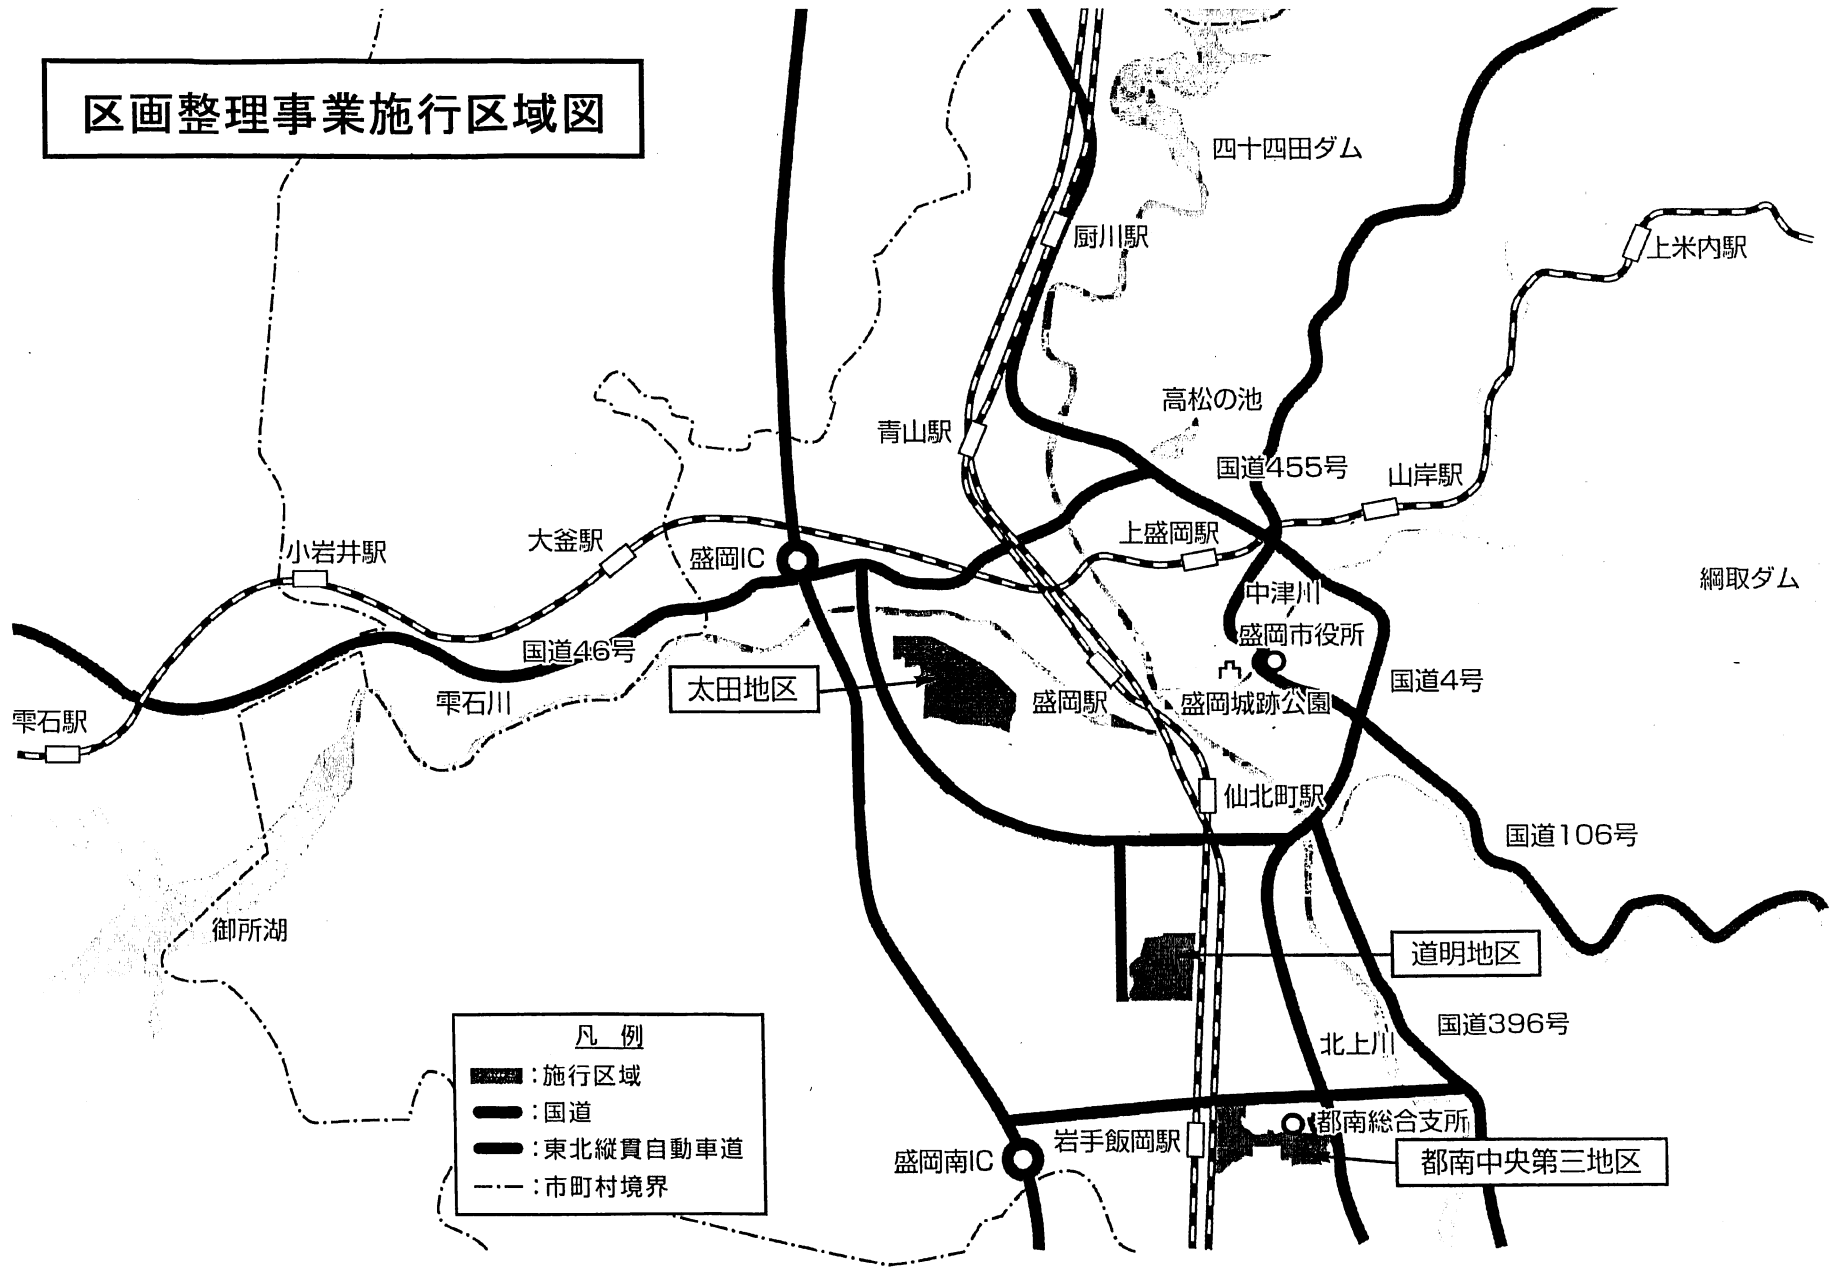 区画整理事業施行区域図
四十四田ダム
厨川駅
上米内駅
高松の池
青山駅
国道455号
山岸駅
上盛岡駅
大釜駅
小岩井駅
盛岡IC
綱取ダム
中津川
盛岡市役所
国道46号
国道4号
太田地区
雫石川
盛岡駅
盛岡城跡公園
雫石駅
仙北町駅
国道106号
御所湖
道明地区
国道396号
北上川
凡 例
:施行区域
:国道
:東北縦貫自動車道
:市町村境界
都南総合支所
岩手飯岡駅
盛岡南IC
都南中央第三地区